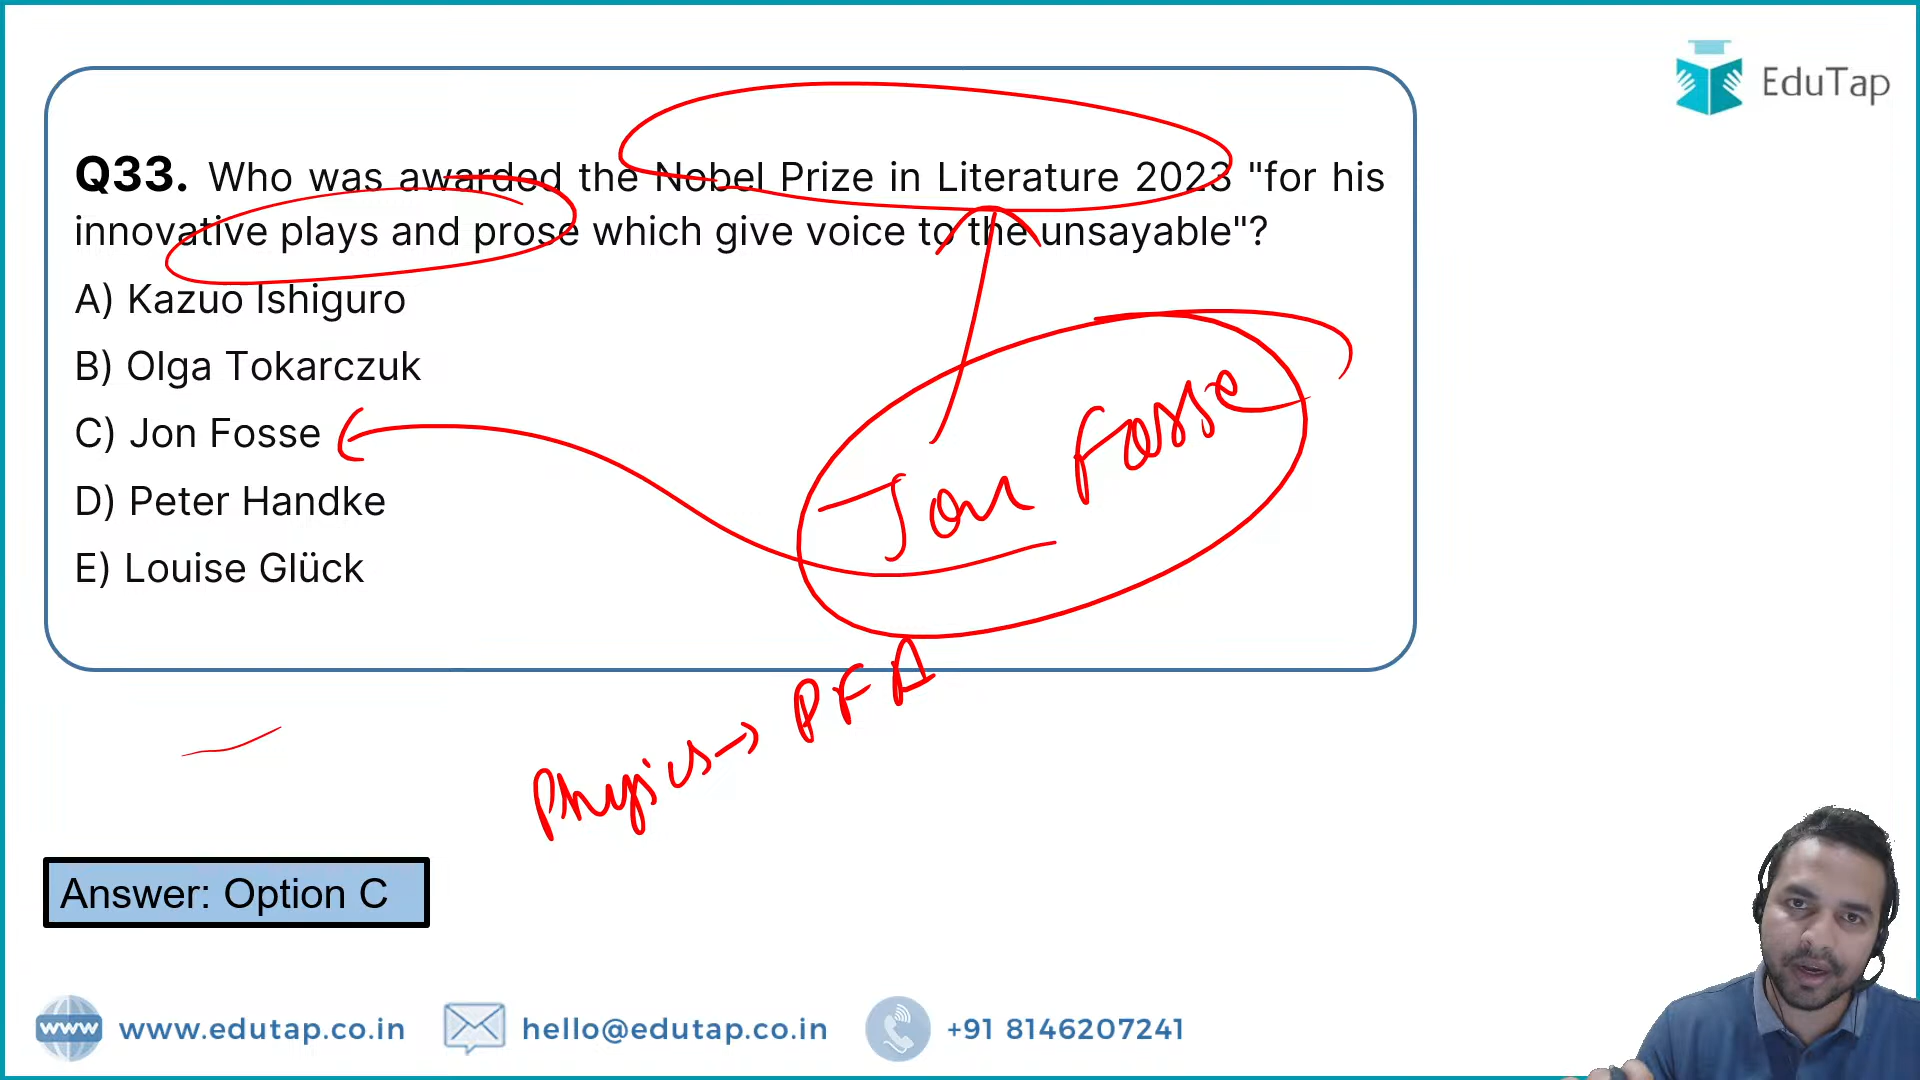 EduTap
Q33. Who was awarded the Nobel Prize in Literature 2023 "for his
innovative plays and prose which give voice to the unsayable"?
A) Kazuo Ishiguro
B) Olga Tokarczuk
C) Jon Fosse
D) Peter Handke
E) Louise Glück
Jon Fosse
Physics → PFA
Answer: Option C
www www.edutap.co.in hello@edutap.co.in +91 8146207241